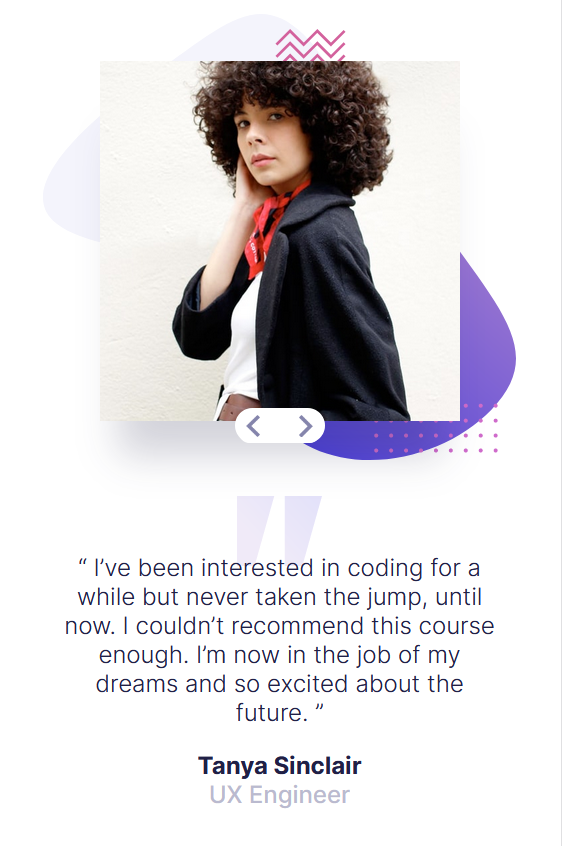 “ I’ve been interested in coding for a
while but never taken the jump, until
now. I couldn’t recommend this course
enough. I’m now in the job of my
dreams and so excited about the
future. ”
Tanya Sinclair
UX Engineer